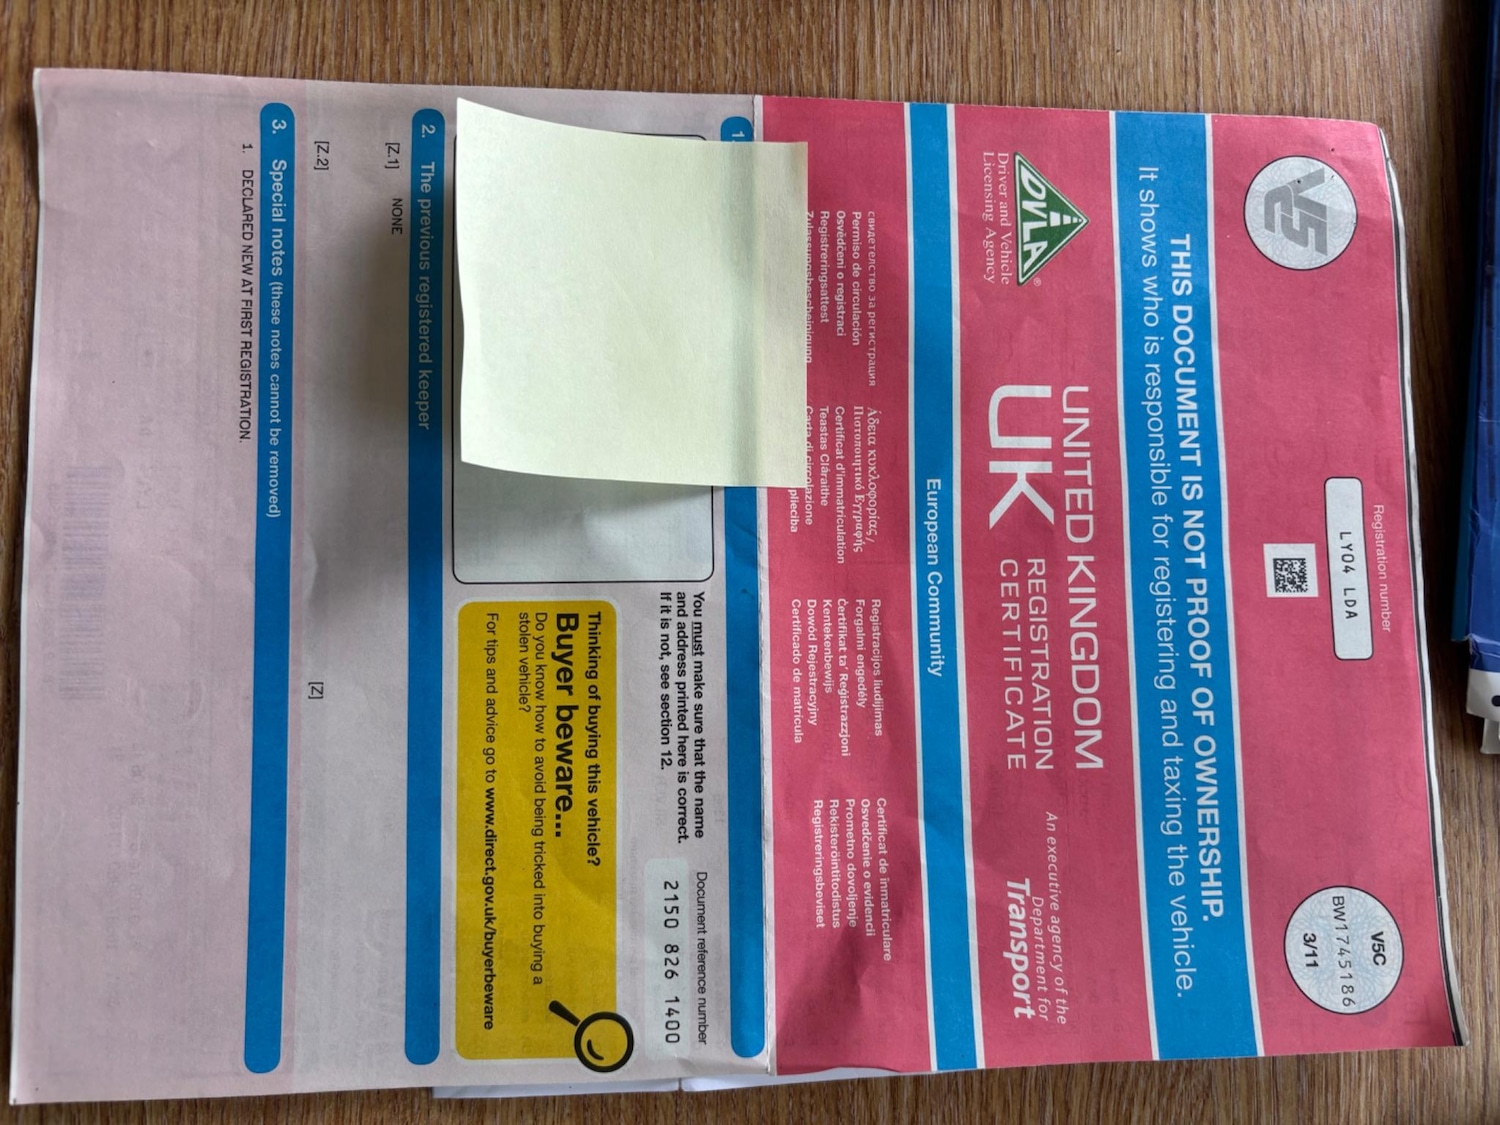 Registration number
LY04 LDA
V5C
BW1745186
3/11
THIS DOCUMENT IS NOT PROOF OF OWNERSHIP.
It shows who is responsible for registering and taxing the vehicle.
DVLA®
Driver and Vehicle
Licensing Agency
UNITED KINGDOM
UK REGISTRATION
CERTIFICATE
An executive agency of the
Department for
Transport
European Community
свидетелство за регистрация
Permiso de circulación
Osvědčení o registraci
Registreringsattest
Zulassungsbescheinigung
Άδεια κυκλοφορίας/
Πιστοποιητικό Εγγραφής
Certificat d'immatriculation
Teastas Cláraithe
Carta di circolazione
pliecība
Registracijos liudijimas
Forgalmi engedély
Ċertifikat ta' Reġistrazzjoni
Kentekenbewijs
Dowód Rejestracyjny
Certificado de matrícula
Certificat de înmatriculare
Osvedčenie o evidencii
Prometno dovoljenje
Rekisteröintitodistus
Registreringsbeviset
1.
You must make sure that the name
and address printed here is correct.
If it is not, see section 12.
Document reference number
2150 826 1400
Thinking of buying this vehicle?
Buyer beware...
Do you know how to avoid being tricked into buying a
stolen vehicle?
For tips and advice go to www.direct.gov.uk/buyerbeware
2. The previous registered keeper
[Z.1] NONE
[Z.2] [Z]
3. Special notes (these notes cannot be removed)
1. DECLARED NEW AT FIRST REGISTRATION.